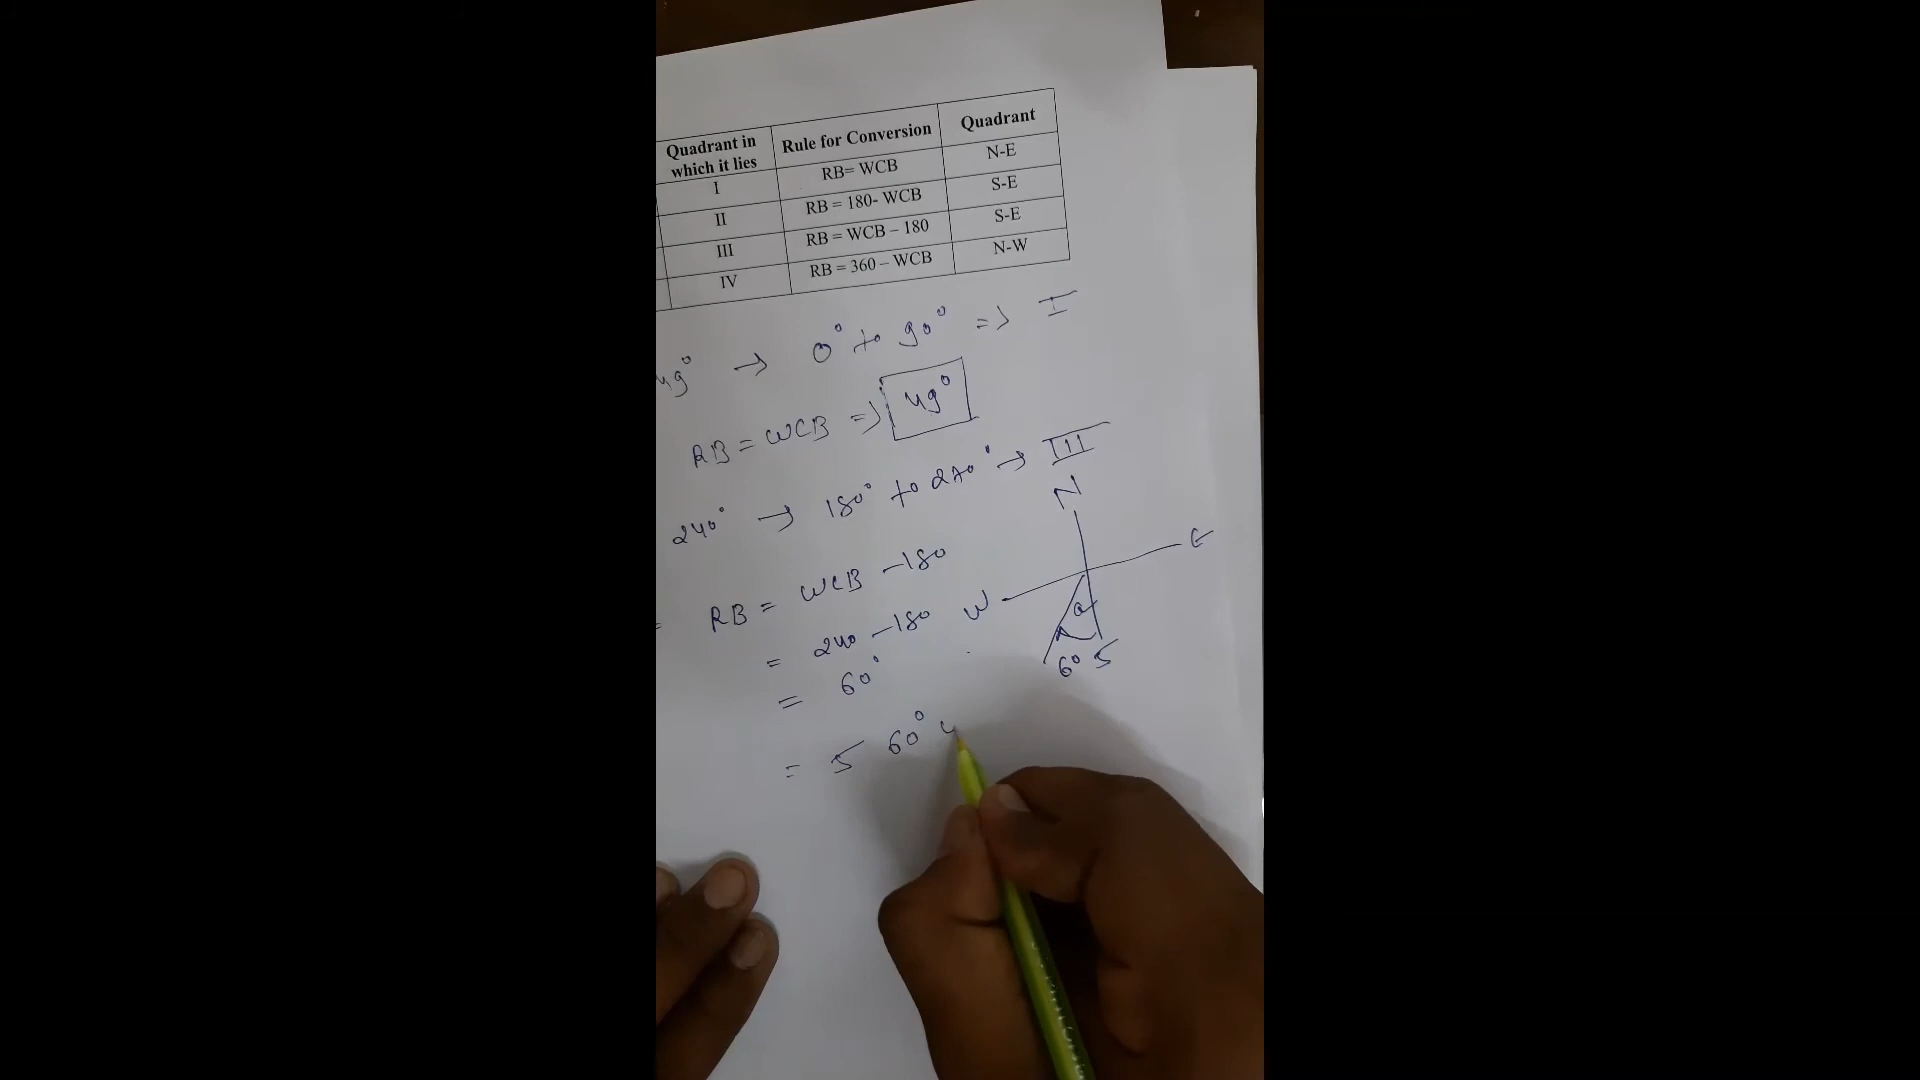 Quadrant in which it lies Rule for Conversion Quadrant
I RB= WCB N-E
II RB = 180- WCB S-E
III RB = WCB – 180 S-E
IV RB = 360 – WCB N-W
49° → 0° to 90° => I
RB = WCB => 49°
240° → 180° to 270° → III
N
E
= RB = WCB -180
W
= 240 -180
60 S
= 60°
= S 60°